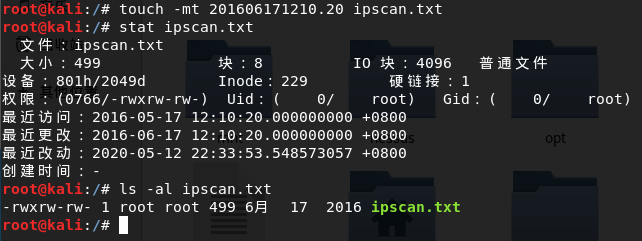 root@kali:/# touch -mt 201606171210.20 ipscan.txt
root@kali:/# stat ipscan.txt
文件：ipscan.txt
大小：499 块：8 IO 块：4096 普通文件
设备：801h/2049d Inode：229 硬链接：1
权限：(0766/-rwxrw-rw-) Uid：( 0/ root) Gid：( 0/ root)
最近访问：2016-05-17 12:10:20.000000000 +0800
最近更改：2016-06-17 12:10:20.000000000 +0800
最近改动：2020-05-12 22:33:53.548573057 +0800
创建时间：-
root@kali:/# ls -al ipscan.txt
-rwxrw-rw- 1 root root 499 6月 17 2016 ipscan.txt
root@kali:/#
opt